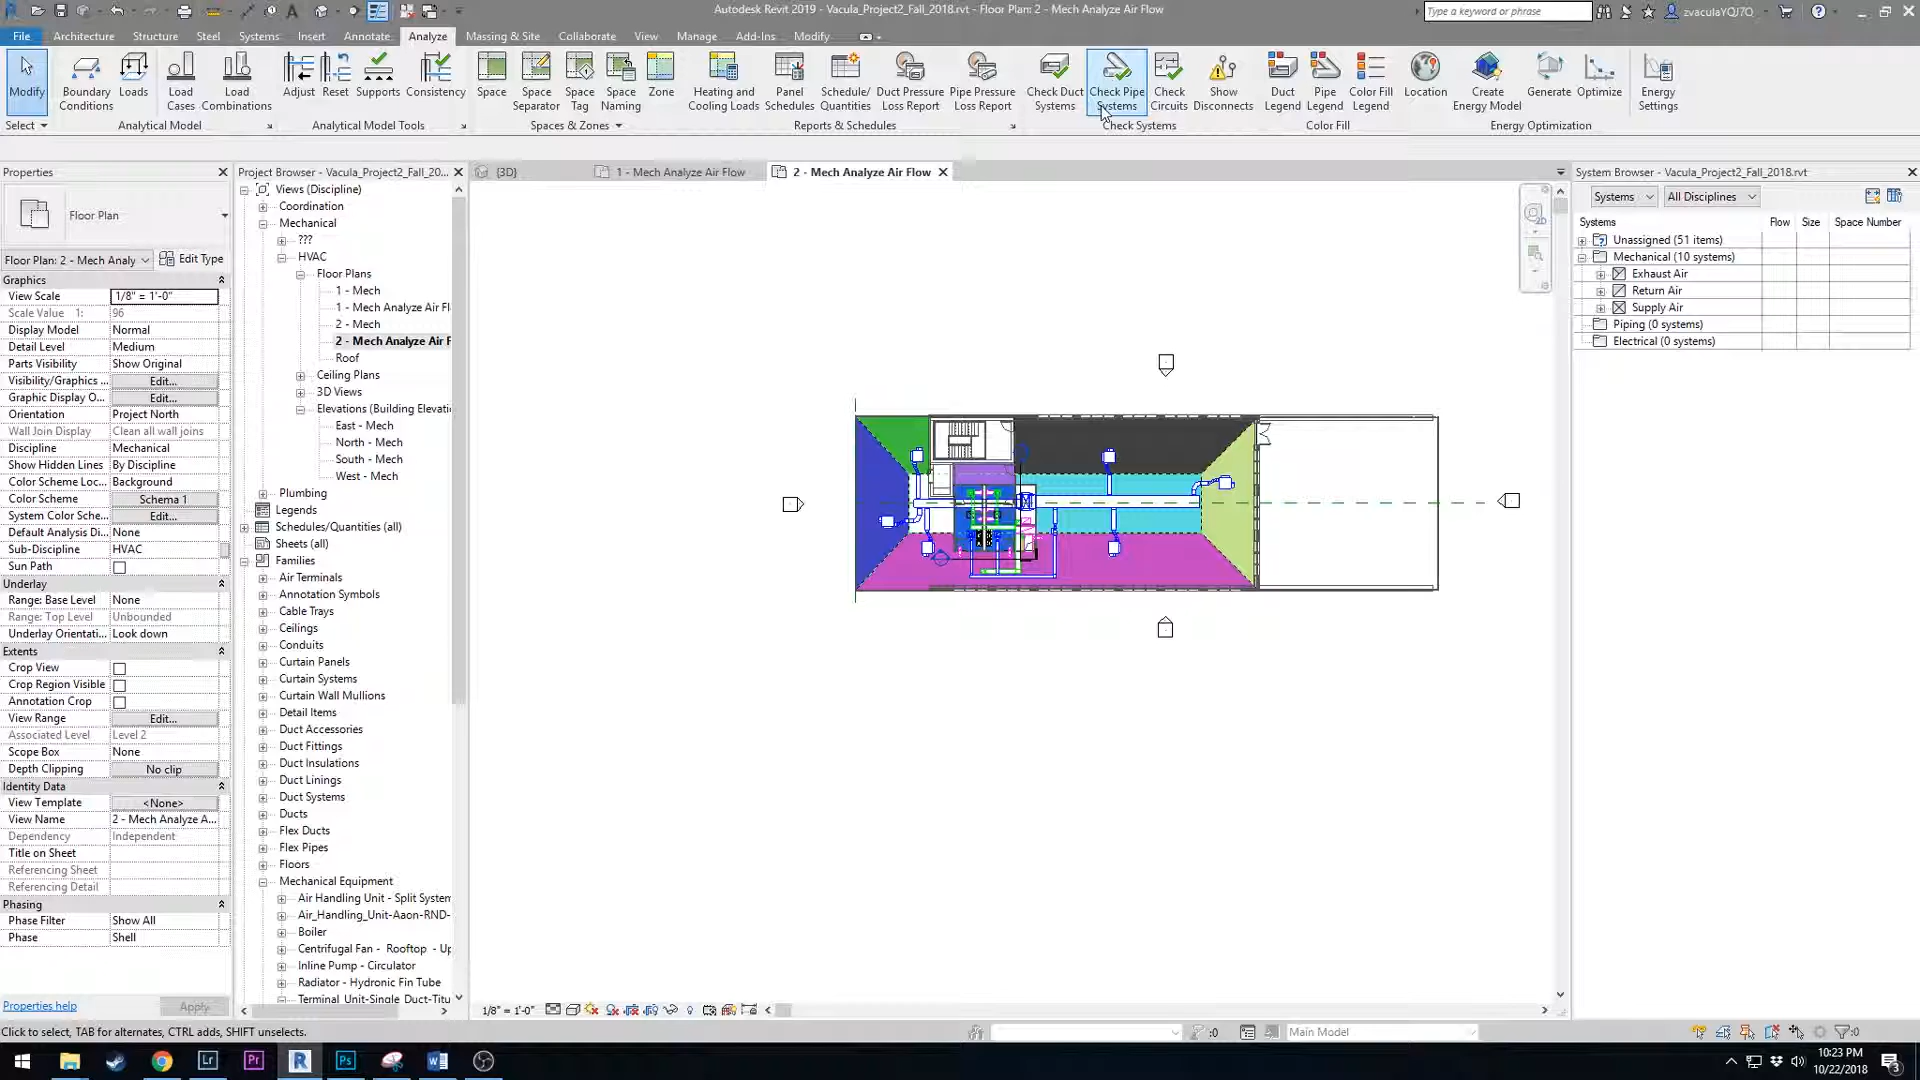 Autodesk Revit 2019 - Vacula_Project2_Fall_2018.rvt - Floor Plan: 2 - Mech Analyze Air Flow
Type a keyword or phrase
zvaculaYQJ7Q
File Architecture Structure Steel Systems Insert Annotate Analyze Massing & Site Collaborate View Manage Add-Ins Modify
Modify
Boundary Conditions
Loads
Load Cases
Load Combinations
Adjust
Reset
Supports
Consistency
Space
Space Separator
Space Tag
Space Naming
Zone
Heating and Cooling Loads
Panel Schedules
Schedule/ Quantities
Duct Pressure Loss Report
Pipe Pressure Loss Report
Check Duct Systems
Check Pipe Systems
Check Circuits
Show Disconnects
Duct Legend
Pipe Legend
Color Fill Legend
Location
Create Energy Model
Generate
Optimize
Energy Settings
Select
Analytical Model
Analytical Model Tools
Spaces & Zones
Reports & Schedules
Check Systems
Color Fill
Energy Optimization
Properties
Floor Plan
Floor Plan: 2 - Mech Analy
Edit Type
Graphics
View Scale 1/8" = 1'-0"
Scale Value 1: 96
Display Model Normal
Detail Level Medium
Parts Visibility Show Original
Visibility/Graphics ... Edit...
Graphic Display O... Edit...
Orientation Project North
Wall Join Display Clean all wall joins
Discipline Mechanical
Show Hidden Lines By Discipline
Color Scheme Loc... Background
Color Scheme Schema 1
System Color Sche... Edit...
Default Analysis Di... None
Sub-Discipline HVAC
Sun Path
Underlay
Range: Base Level None
Range: Top Level Unbounded
Underlay Orientati... Look down
Extents
Crop View
Crop Region Visible
Annotation Crop
View Range Edit...
Associated Level Level 2
Scope Box None
Depth Clipping No clip
Identity Data
View Template <None>
View Name 2 - Mech Analyze A...
Dependency Independent
Title on Sheet
Referencing Sheet
Referencing Detail
Phasing
Phase Filter Show All
Phase Shell
Properties help
Apply
Project Browser - Vacula_Project2_Fall_20...
Views (Discipline)
Coordination
Mechanical
???
HVAC
Floor Plans
1 - Mech
1 - Mech Analyze Air Fl
2 - Mech
2 - Mech Analyze Air F
Roof
Ceiling Plans
3D Views
Elevations (Building Elevati
East - Mech
North - Mech
South - Mech
West - Mech
Plumbing
Legends
Schedules/Quantities (all)
Sheets (all)
Families
Air Terminals
Annotation Symbols
Cable Trays
Ceilings
Conduits
Curtain Panels
Curtain Systems
Curtain Wall Mullions
Detail Items
Duct Accessories
Duct Fittings
Duct Insulations
Duct Linings
Duct Systems
Ducts
Flex Ducts
Flex Pipes
Floors
Mechanical Equipment
Air Handling Unit - Split System
Air_Handling_Unit-Aaon-RND-
Boiler
Centrifugal Fan - Rooftop - Up
Inline Pump - Circulator
Radiator - Hydronic Fin Tube
Terminal Unit-Single Duct-Titu
{3D}
1 - Mech Analyze Air Flow
2 - Mech Analyze Air Flow
2D
1/8" = 1'-0"
System Browser - Vacula_Project2_Fall_2018.rvt
Systems
All Disciplines
Systems Flow Size Space Number
Unassigned (51 items)
Mechanical (10 systems)
Exhaust Air
Return Air
Supply Air
Piping (0 systems)
Electrical (0 systems)
Click to select, TAB for alternates, CTRL adds, SHIFT unselects.
:0
Main Model
:0
Lr
Pr
R
Ps
10:23 PM
10/22/2018
3